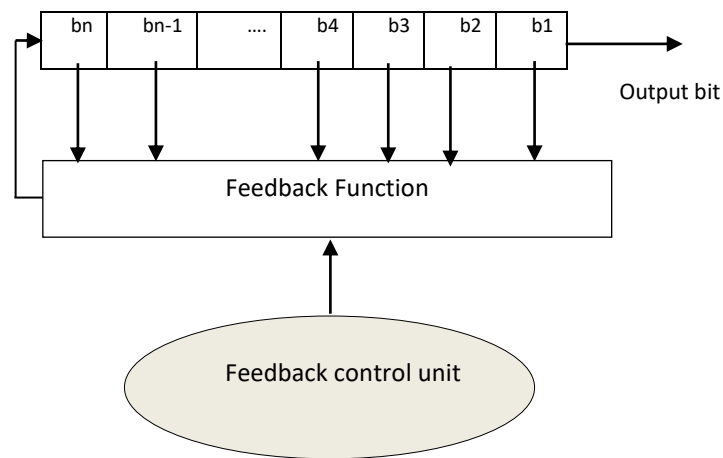 bn bn-1 .... b4 b3 b2 b1
Output bit
Feedback Function
Feedback control unit